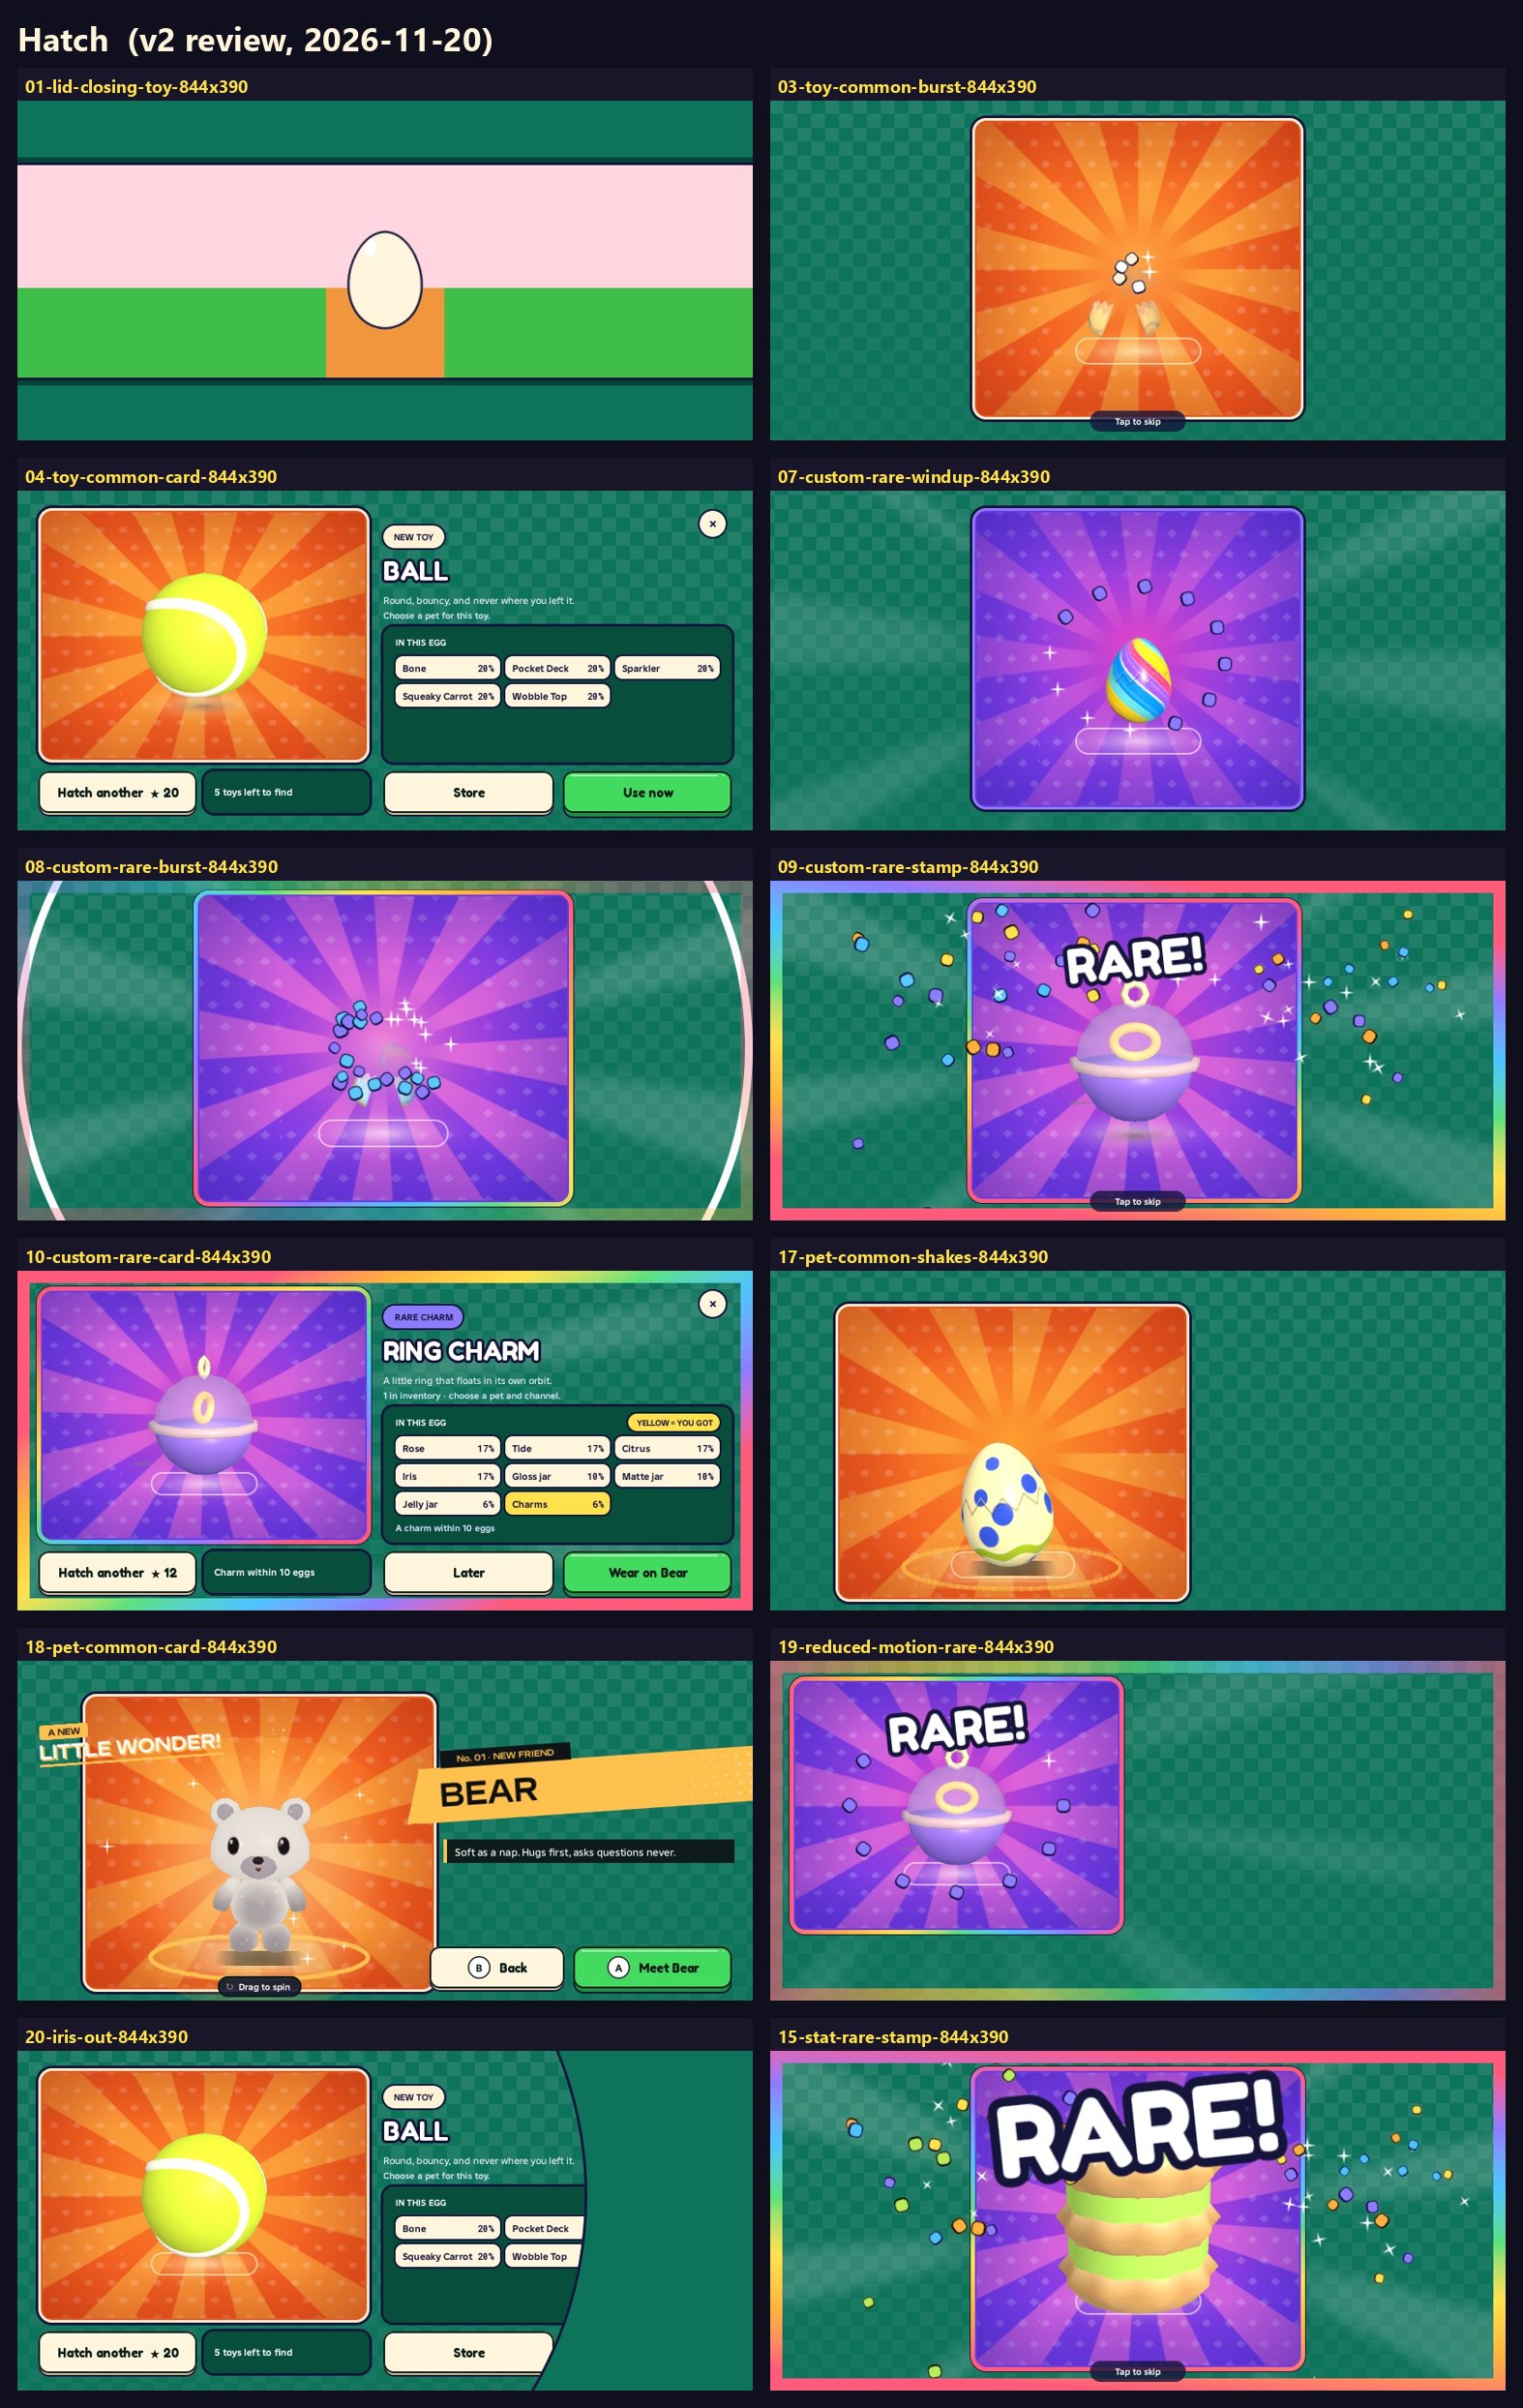 Hatch (v2 review, 2026-11-20)
01-lid-closing-toy-844x390
03-toy-common-burst-844x390
Tap to skip
04-toy-common-card-844x390
×
NEW TOY
BALL
Round, bouncy, and never where you left it.
Choose a pet for this toy.
IN THIS EGG
Bone 20% Pocket Deck 20% Sparkler 20%
Squeaky Carrot 20% Wobble Top 20%
Hatch another ★ 20
5 toys left to find
Store
Use now
07-custom-rare-windup-844x390
08-custom-rare-burst-844x390
09-custom-rare-stamp-844x390
RARE!
Tap to skip
10-custom-rare-card-844x390
×
RARE CHARM
RING CHARM
A little ring that floats in its own orbit.
1 in inventory · choose a pet and channel.
IN THIS EGG
YELLOW = YOU GOT
Rose 17% Tide 17% Citrus 17%
Iris 17% Gloss jar 10% Matte jar 10%
Jelly jar 6% Charms 6%
A charm within 10 eggs
Hatch another ★ 12
Charm within 10 eggs
Later
Wear on Bear
17-pet-common-shakes-844x390
18-pet-common-card-844x390
A NEW
LITTLE WONDER!
No. 01 · NEW FRIEND
BEAR
Soft as a nap. Hugs first, asks questions never.
B Back
A Meet Bear
Drag to spin
19-reduced-motion-rare-844x390
RARE!
20-iris-out-844x390
NEW TOY
BALL
Round, bouncy, and never where you left it.
Choose a pet for this toy.
IN THIS EGG
Bone 20% Pocket Deck
Squeaky Carrot 20% Wobble Top
Hatch another ★ 20
5 toys left to find
Store
15-stat-rare-stamp-844x390
RARE!
Tap to skip